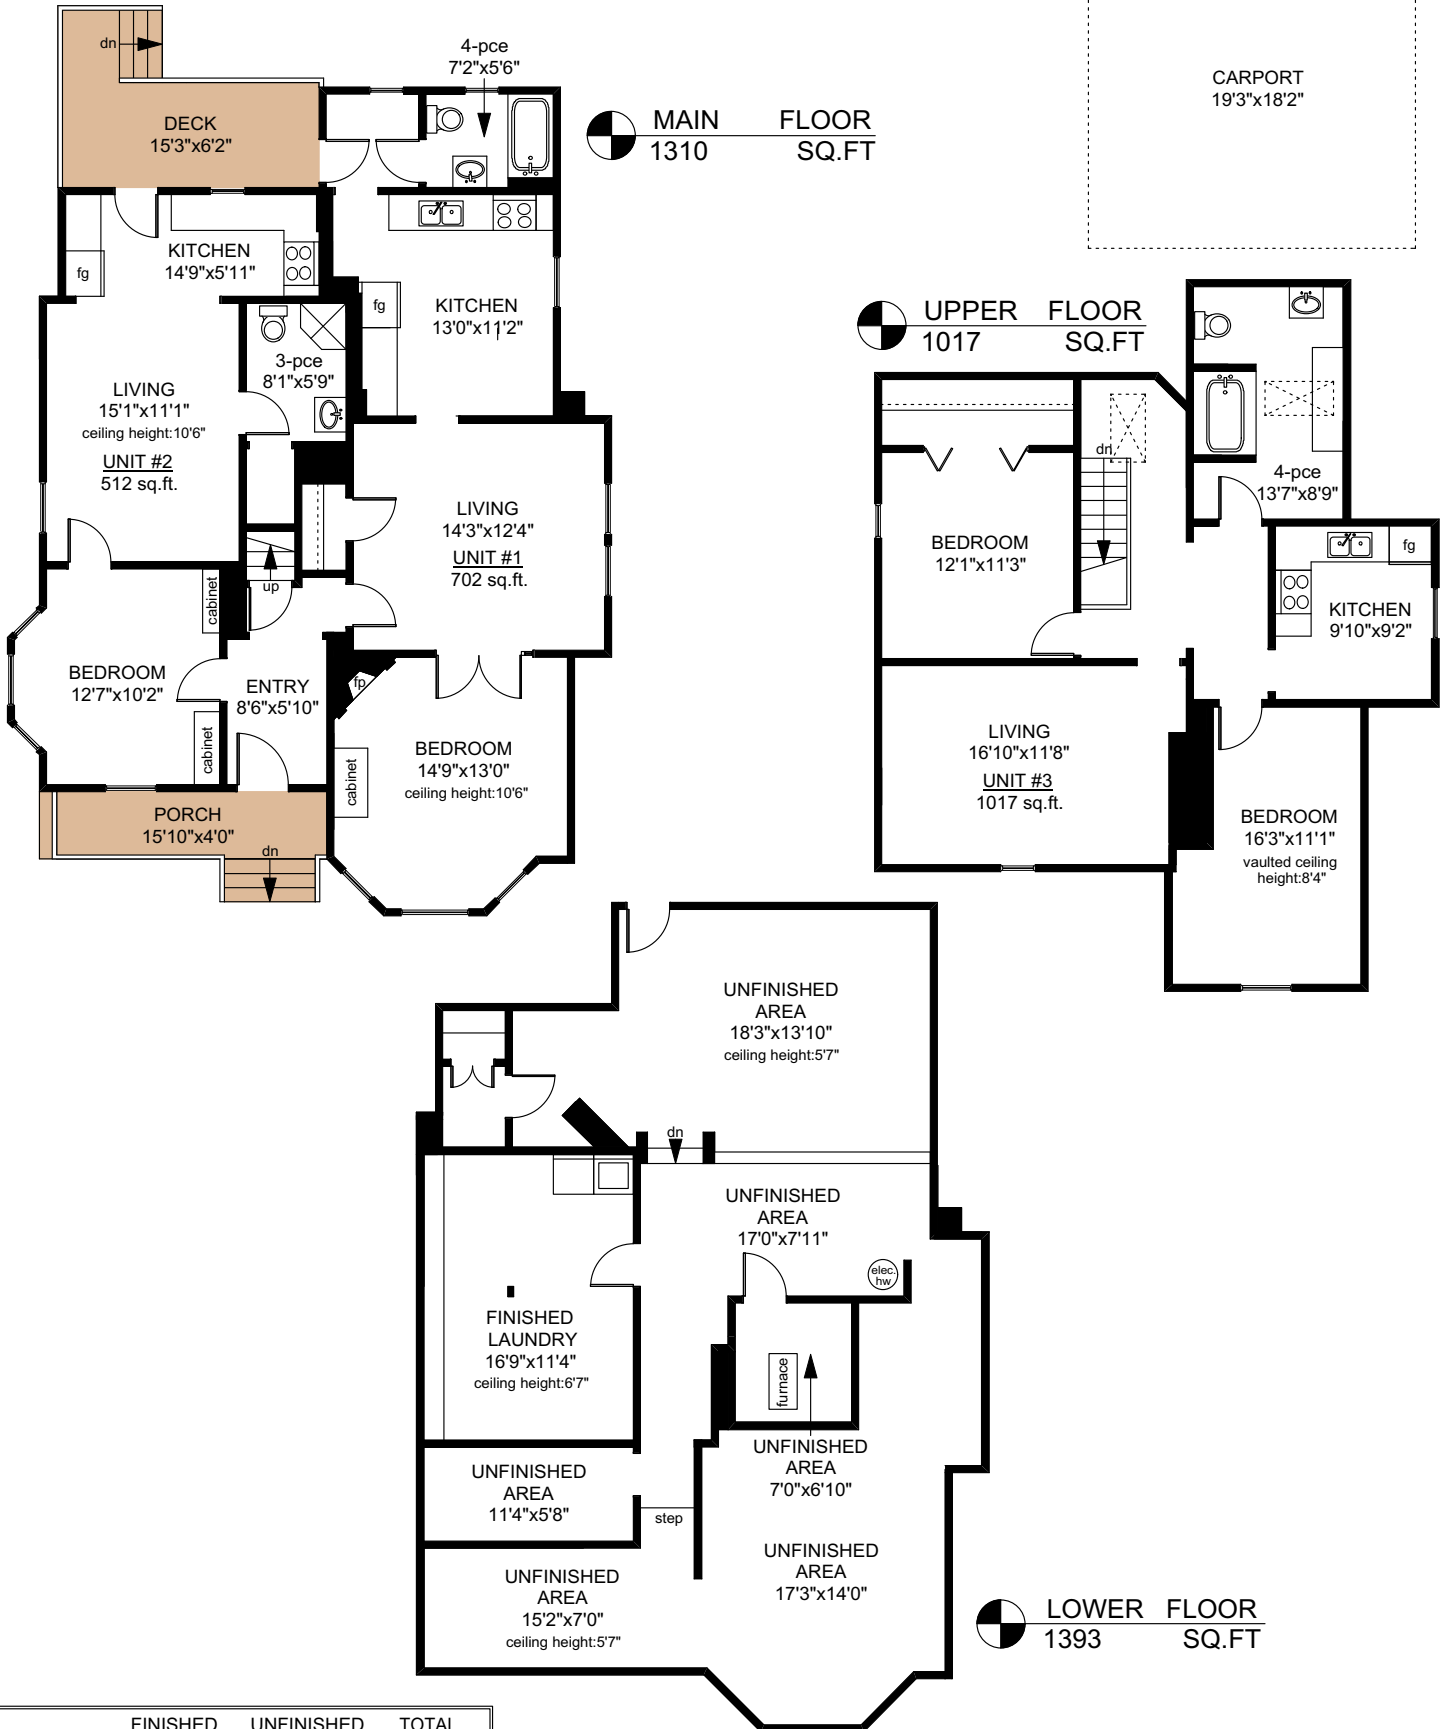 dn
4-pce
7'2"x5'6"
DECK
15'3"x6'2"
MAIN FLOOR
1310 SQ.FT
CARPORT
19'3"x18'2"
KITCHEN
14'9"x5'11"
fg
fg
KITCHEN
13'0"x11'2"
3-pce
8'1"x5'9"
LIVING
15'1"x11'1"
ceiling height:10'6"
UNIT #2
512 sq.ft.
LIVING
14'3"x12'4"
UNIT #1
702 sq.ft.
up
cabinet
BEDROOM
12'7"x10'2"
ENTRY
8'6"x5'10"
fp
cabinet
cabinet
BEDROOM
14'9"x13'0"
ceiling height:10'6"
PORCH
15'10"x4'0"
dn
UPPER FLOOR
1017 SQ.FT
dn
4-pce
13'7"x8'9"
BEDROOM
12'1"x11'3"
fg
KITCHEN
9'10"x9'2"
LIVING
16'10"x11'8"
UNIT #3
1017 sq.ft.
BEDROOM
16'3"x11'1"
vaulted ceiling
height:8'4"
UNFINISHED
AREA
18'3"x13'10"
ceiling height:5'7"
dn
UNFINISHED
AREA
17'0"x7'11"
elec.
hw
FINISHED
LAUNDRY
16'9"x11'4"
ceiling height:6'7"
furnace
UNFINISHED
AREA
7'0"x6'10"
UNFINISHED
AREA
11'4"x5'8"
step
UNFINISHED
AREA
17'3"x14'0"
UNFINISHED
AREA
15'2"x7'0"
ceiling height:5'7"
LOWER FLOOR
1393 SQ.FT
FINISHED UNFINISHED TOTAL